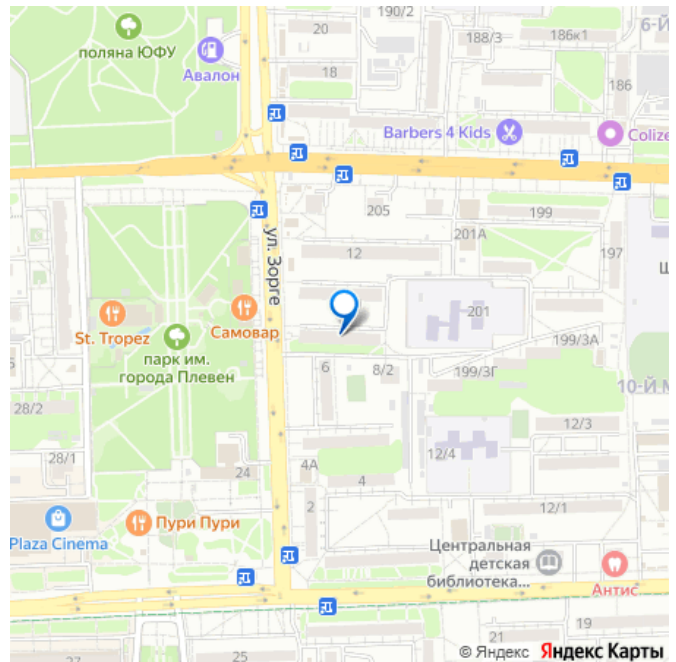 190/2
6-Й
20
188/3
186к1
поляна ЮФУ
Авалон
18
186
Barbers 4 Kids
Colize
205
199
201А
197
ул. Зорге
12
Ш
201
St. Tropez
Самовар
199/3А
парк им.
города Плевен
6
8/2
199/3Г
10-Й М
28/2
12/3
28/1
4А
12/4
24
4
2
12/1
Пури Пури
Plaza Cinema
Центральная
детская
библиотека...
Антис
19
21
25
27
© Яндекс Яндекс Карты